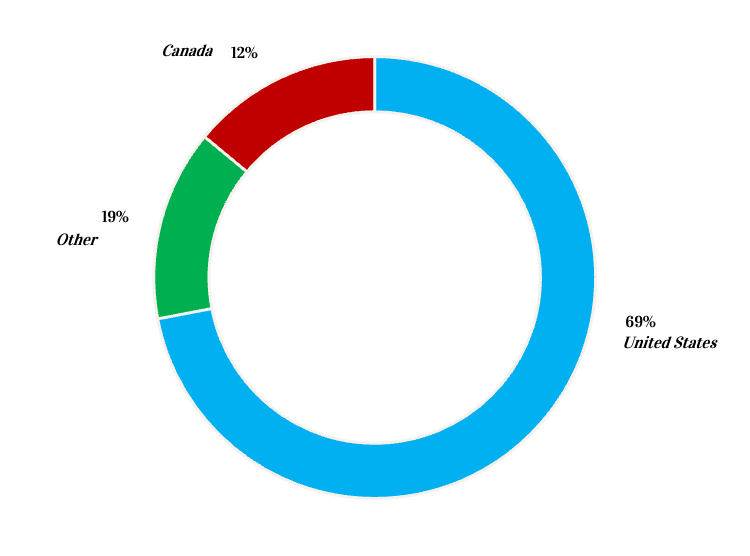 Canada 12%
19%
Other
69%
United States